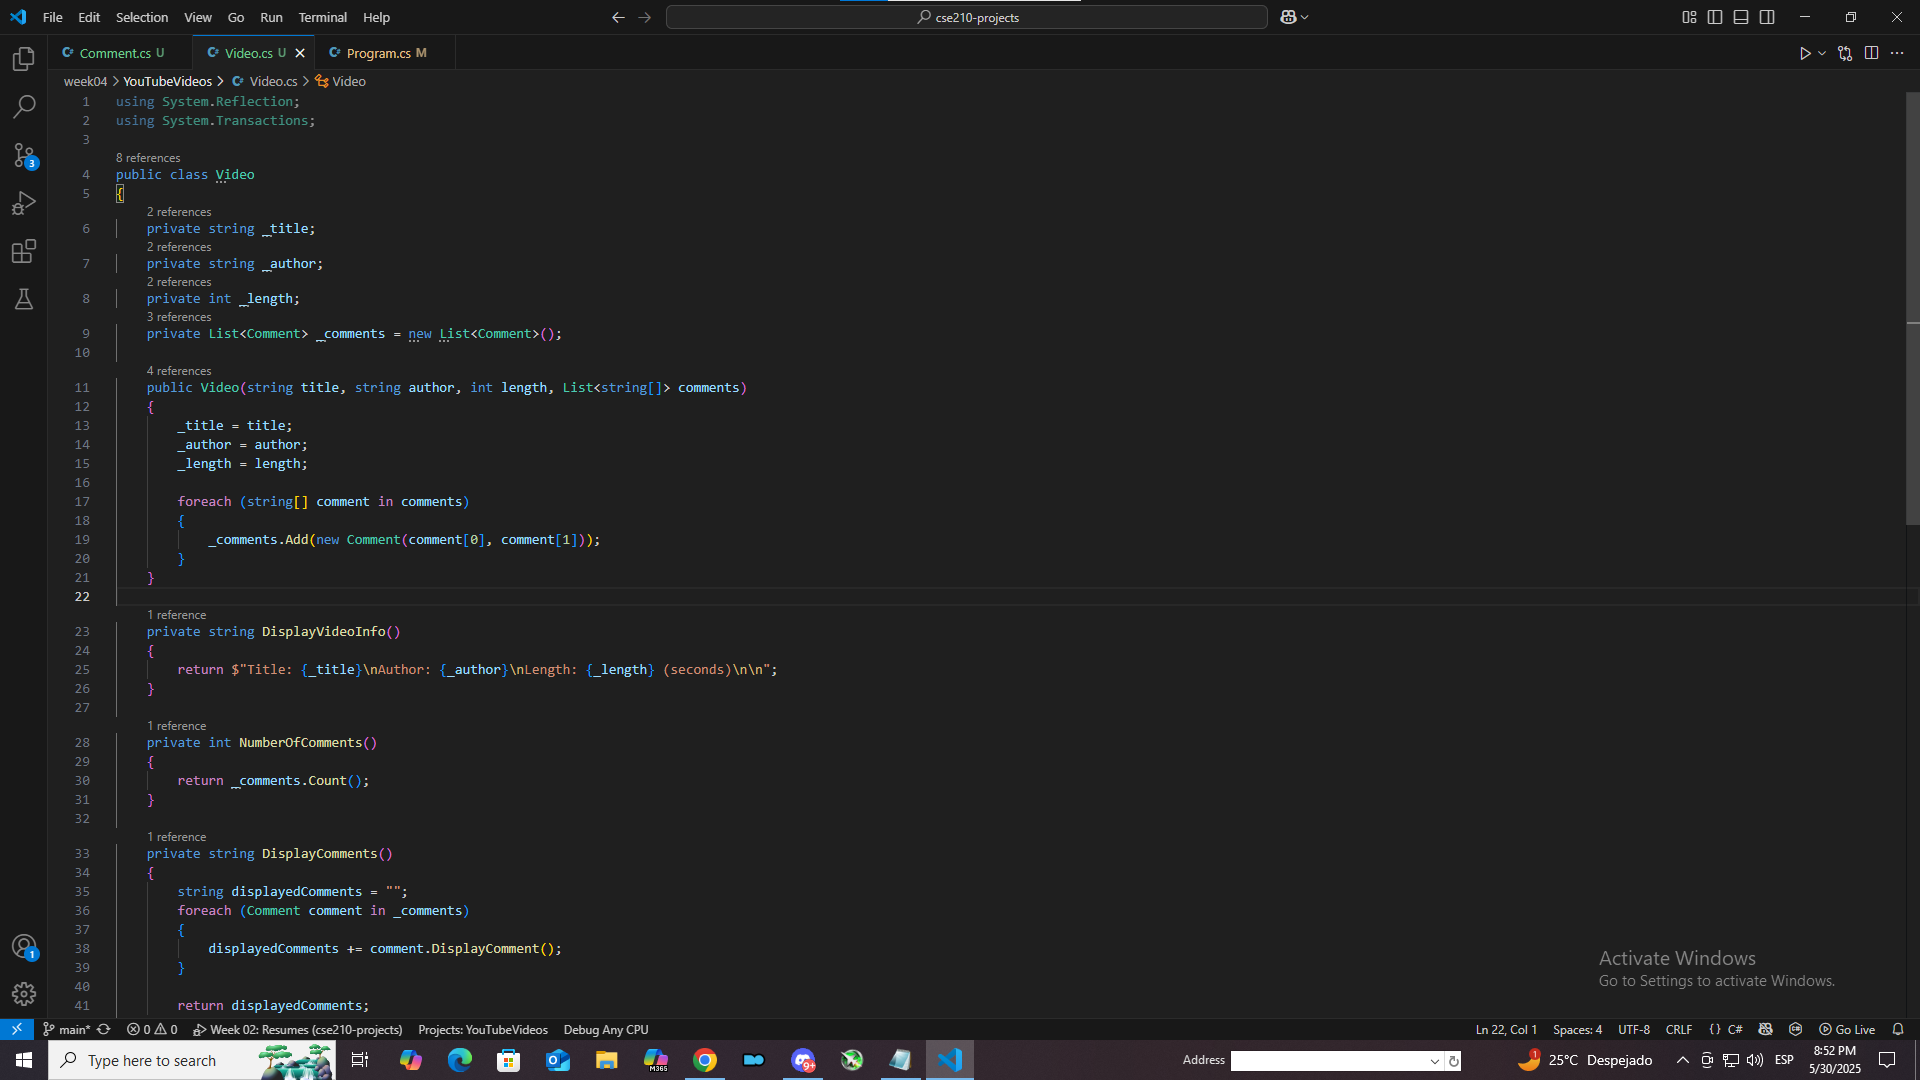 File Edit Selection View Go Run Terminal Help
cse210-projects
Comment.cs U
Video.cs U
Program.cs M
week04 > YouTubeVideos > Video.cs > Video
1 using System.Reflection;
2 using System.Transactions;
3
8 references
4 public class Video
5 {
2 references
6 private string _title;
2 references
7 private string _author;
2 references
8 private int _length;
3 references
9 private List<Comment> _comments = new List<Comment>();
10
4 references
11 public Video(string title, string author, int length, List<string[]> comments)
12 {
13 _title = title;
14 _author = author;
15 _length = length;
16
17 foreach (string[] comment in comments)
18 {
19 _comments.Add(new Comment(comment[0], comment[1]));
20 }
21 }
22
1 reference
23 private string DisplayVideoInfo()
24 {
25 return $"Title: {_title}\nAuthor: {_author}\nLength: {_length} (seconds)\n\n";
26 }
27
1 reference
28 private int NumberOfComments()
29 {
30 return _comments.Count();
31 }
32
1 reference
33 private string DisplayComments()
34 {
35 string displayedComments = "";
36 foreach (Comment comment in _comments)
37 {
38 displayedComments += comment.DisplayComment();
39 }
40
41 return displayedComments;
3
1
Activate Windows
Go to Settings to activate Windows.
main* 0 0 Week 02: Resumes (cse210-projects) Projects: YouTubeVideos Debug Any CPU
Ln 22, Col 1 Spaces: 4 UTF-8 CRLF {} C# Go Live
Type here to search
M365
9+
Address
1
25°C Despejado
ESP
8:52 PM
5/30/2025